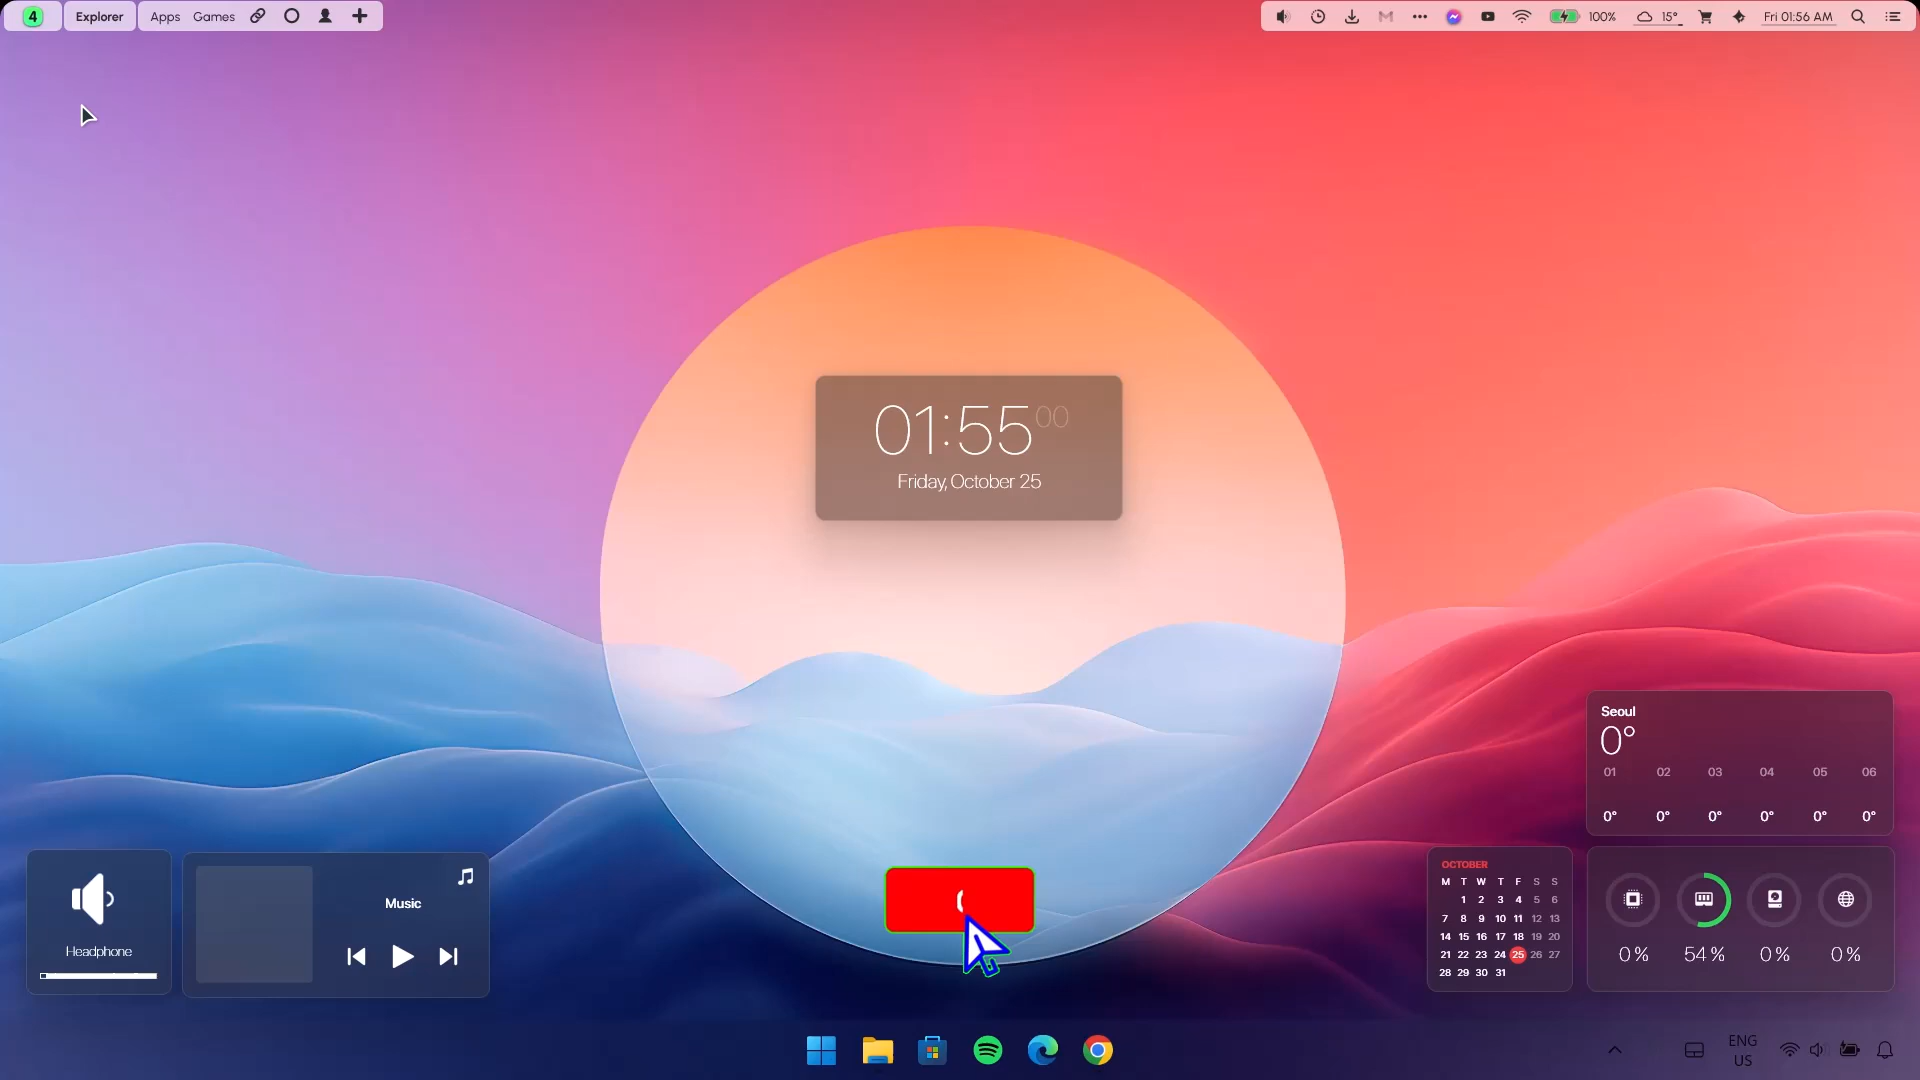 4
Explorer
Apps Games
100% 15° Fri 01:56 AM
01:55 00
Friday, October 25
Seoul
0°
01 02 03 04 05 06
0° 0° 0° 0° 0° 0°
Headphone
Music
OCTOBER
M T W T F S S
1 2 3 4 5 6
7 8 9 10 11 12 13
14 15 16 17 18 19 20
21 22 23 24 25 26 27
28 29 30 31
0 % 54 % 0 % 0 %
ENG
US